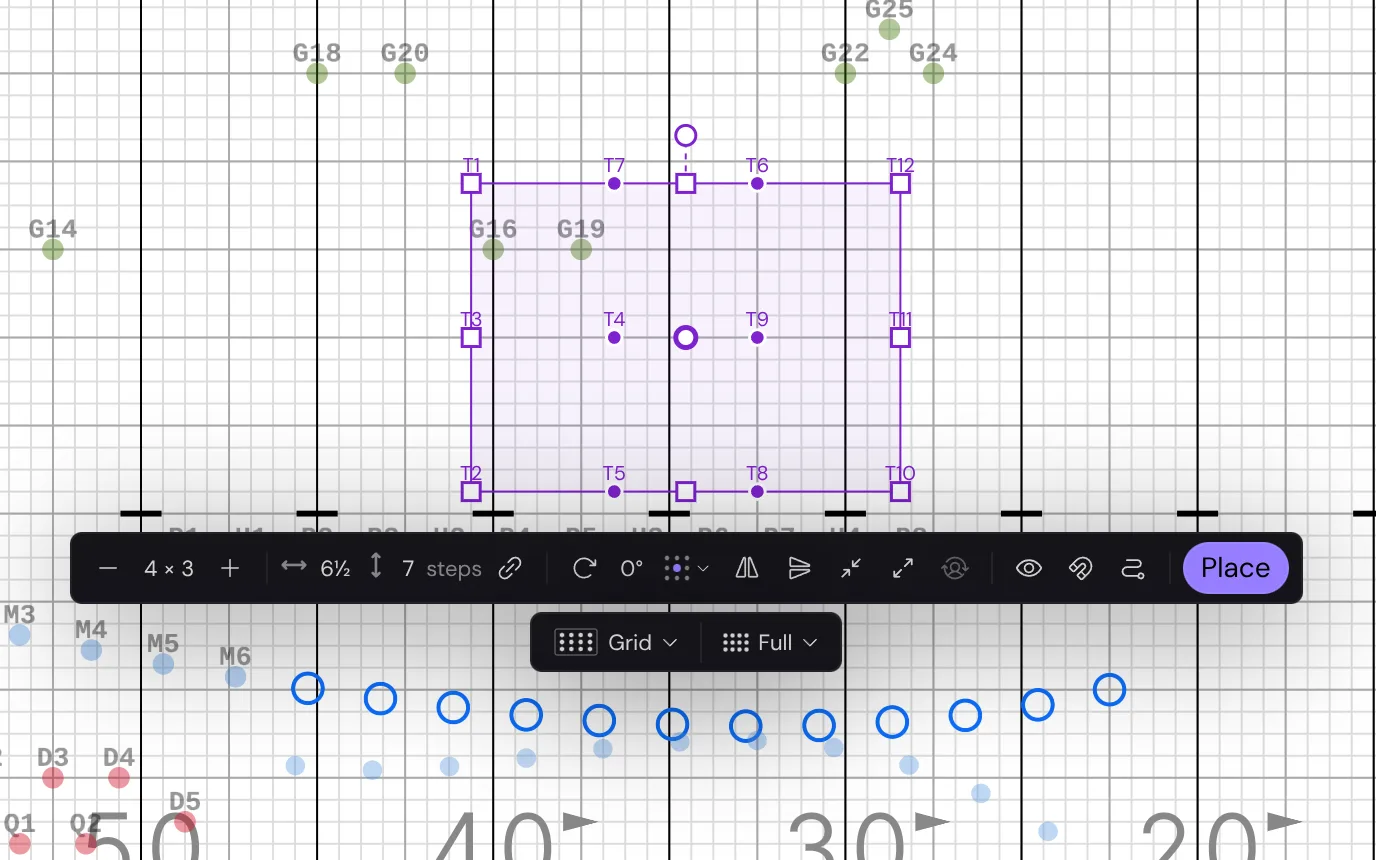 G25
G18 G20 G22 G24
T1 T7 T6 T12
G14 G16 G19
T3 T4 T9 T11
T2 T5 T8 T10
4 × 3 6½ 7 steps 0° Place
M3 M4 M5 M6
Grid Full
D3 D4
D5
Q1 Q2
50 40 30 20